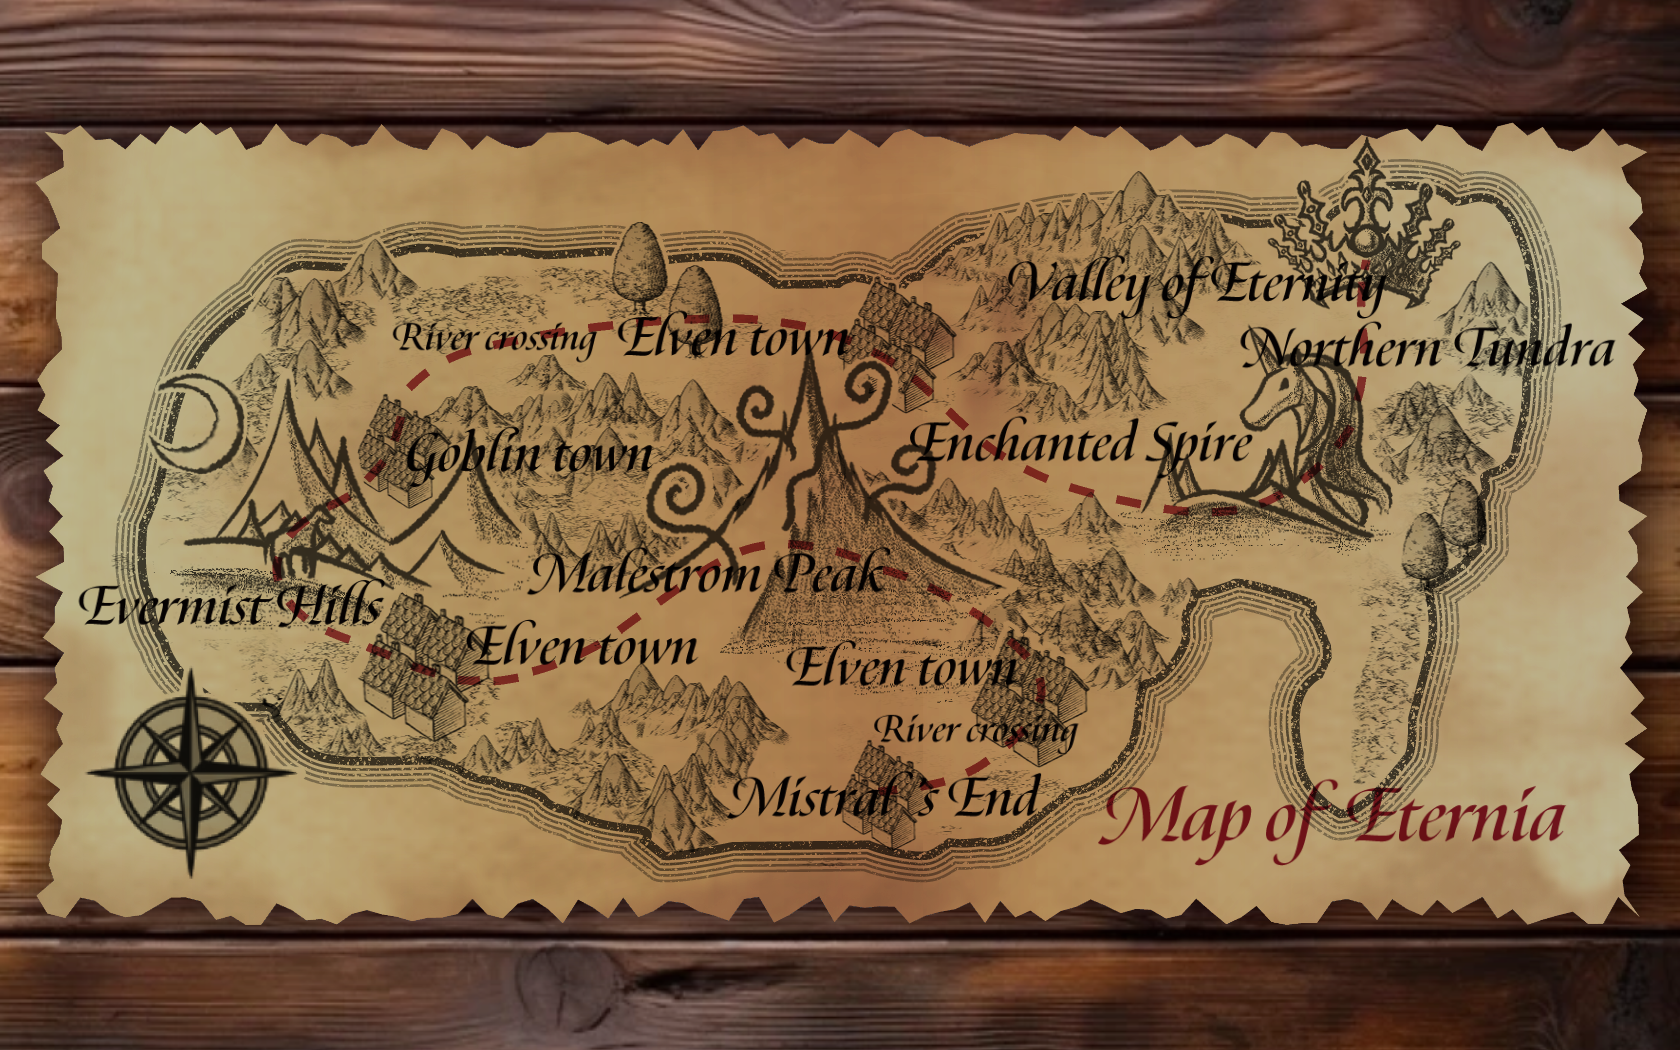 Valley of Eternity
River crossing
Elven town
Northern Tundra
Goblin town
Enchanted Spire
Malestrom Peak
Evermist Hills
Elven town
Elven town
River crossing
Mistral's End
Map of Eternia